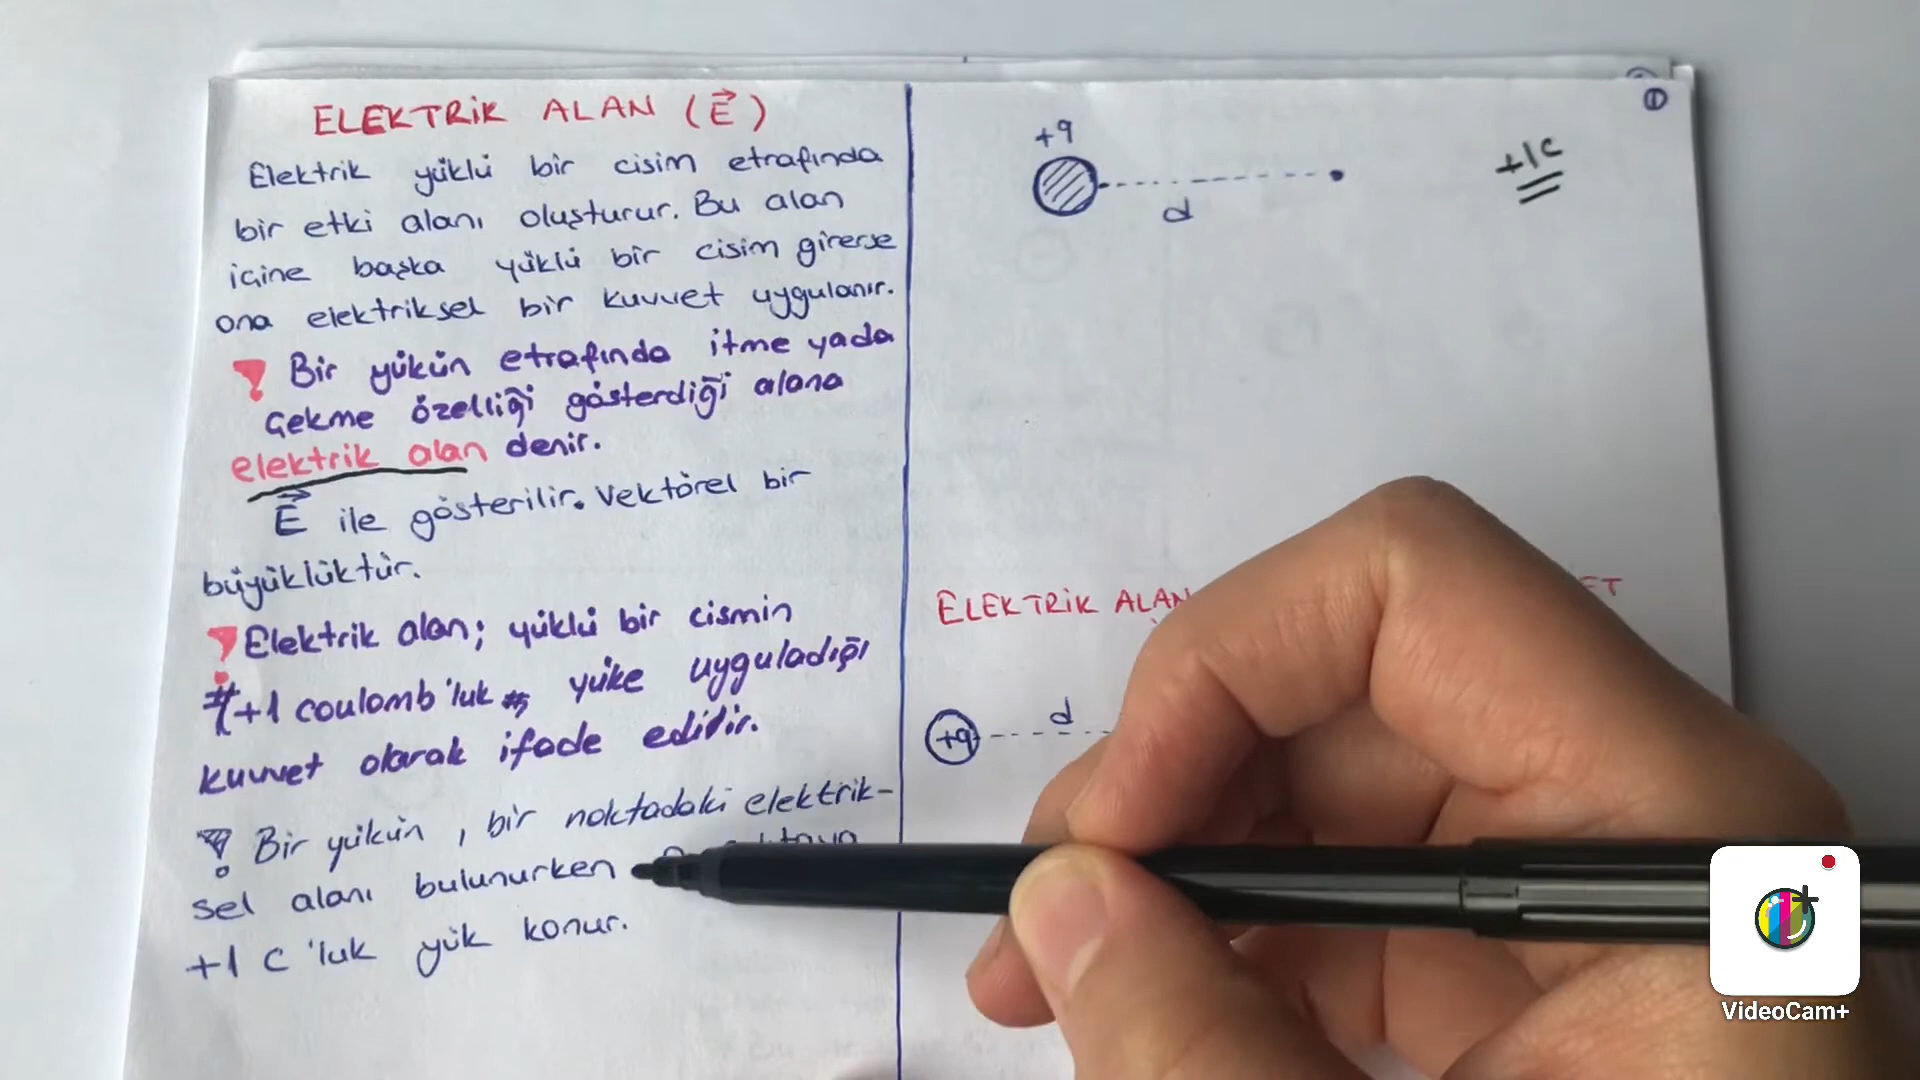 ELEKTRİK ALAN (E)
Elektrik yüklü bir cisim etrafında
bir etki alanı oluşturur. Bu alan
içine başka yüklü bir cisim girerse
ona elektriksel bir kuvvet uygulanır.
! Bir yükün etrafında itme yada
çekme özelliği gösterdiği alana
elektrik alan denir.
E ile gösterilir. Vektörel bir
büyüklüktür.
! Elektrik alan; yüklü bir cismin
+1 coulomb'luk yüke uyguladığı
kuvvet olarak ifade edilir.
! Bir yükün, bir noktadaki elektrik-
sel alanı bulunurken
+1 C'luk yük konur.
1
+q
d
+1C
ELEKTRİK ALAN
+q
d
VideoCam+